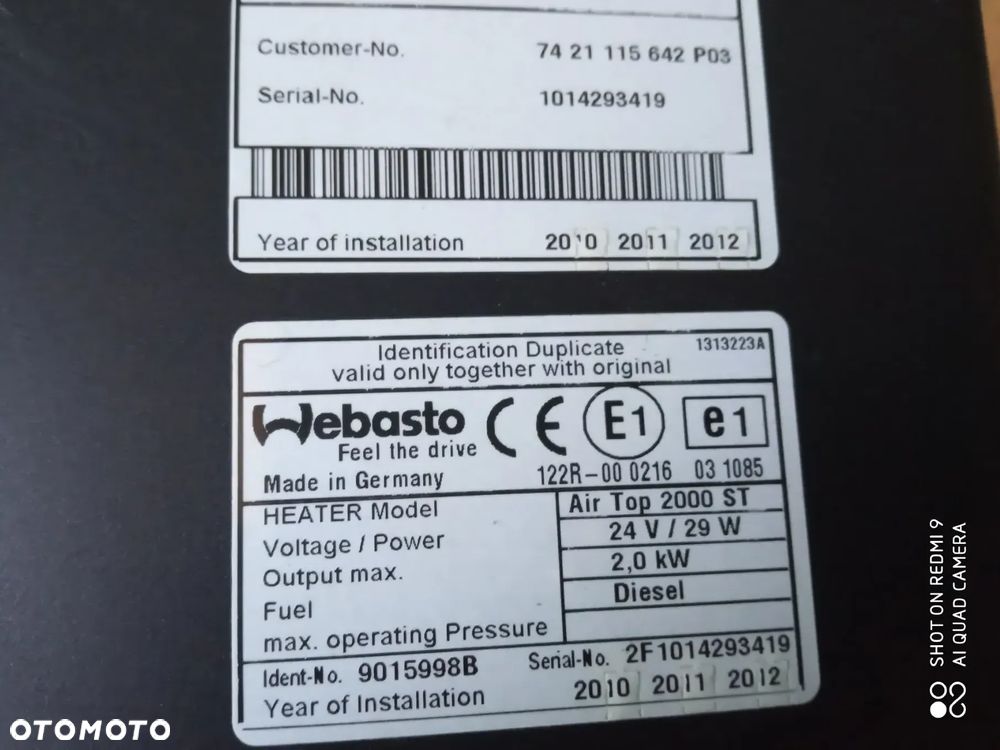 Customer-No. 74 21 115 642 P03
Serial-No. 1014293419
Year of installation 2010 2011 2012
Identification Duplicate 1313223A
valid only together with original
Webasto CE E1 e1
Feel the drive
Made in Germany 122R-00 0216 03 1085
HEATER Model Air Top 2000 ST
Voltage / Power 24 V / 29 W
Output max. 2,0 kW
Fuel Diesel
max. operating Pressure
Ident-No. 9015998B Serial-No. 2F1014293419
Year of Installation 2010 2011 2012
OTOMOTO
SHOT ON REDMI 9
AI QUAD CAMERA